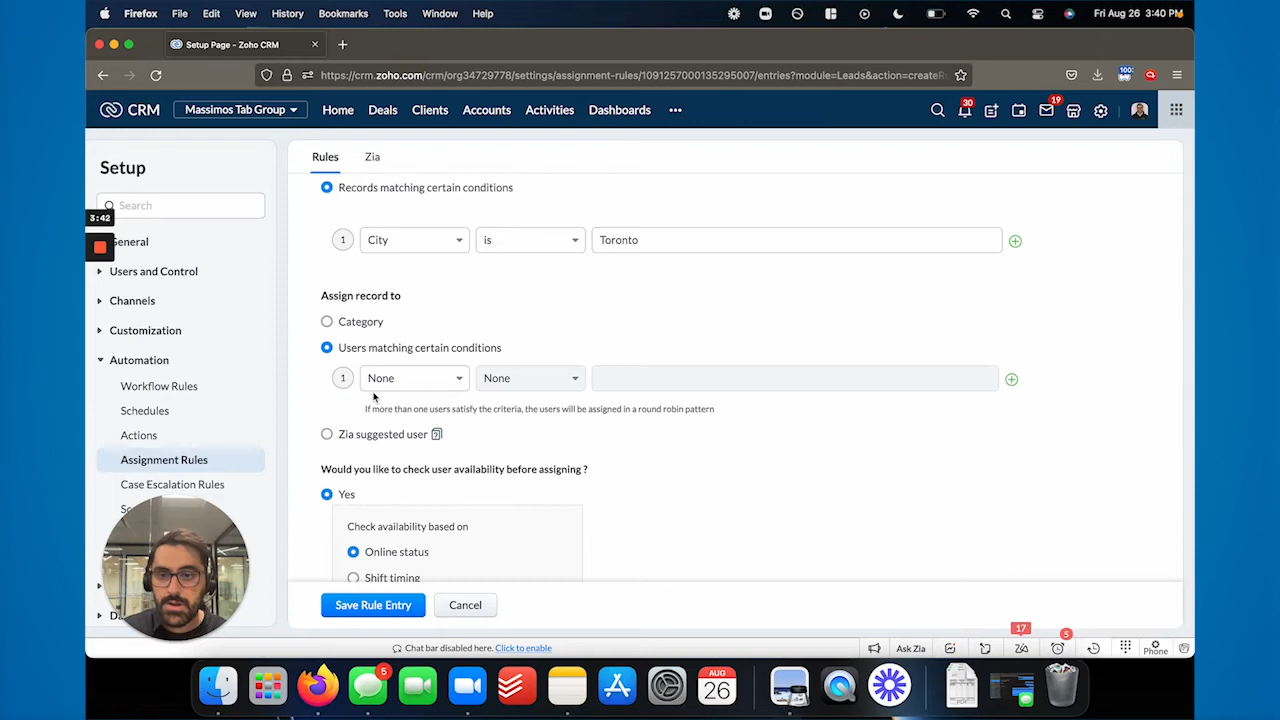 Firefox File Edit View History Bookmarks Tools Window Help Fri Aug 26 3:40 PM
Setup Page - Zoho CRM
https://crm.zoho.com/crm/org34729778/settings/assignment-rules/1091257000135295007/entries?module=Leads&action=createR
100
CRM Massimos Tab Group Home Deals Clients Accounts Activities Dashboards ••• 30 19
Setup
Search
3:42
General
Users and Control
Channels
Customization
Automation
Workflow Rules
Schedules
Actions
Assignment Rules
Case Escalation Rules
Rules Zia
Records matching certain conditions
1 City is Toronto
Assign record to
Category
Users matching certain conditions
1 None None
If more than one users satisfy the criteria, the users will be assigned in a round robin pattern
Zia suggested user
Would you like to check user availability before assigning ?
Yes
Check availability based on
Online status
Shift timing
Save Rule Entry Cancel
Chat bar disabled here. Click to enable
Ask Zia
17
5
Phone
5
AUG
26
PDF